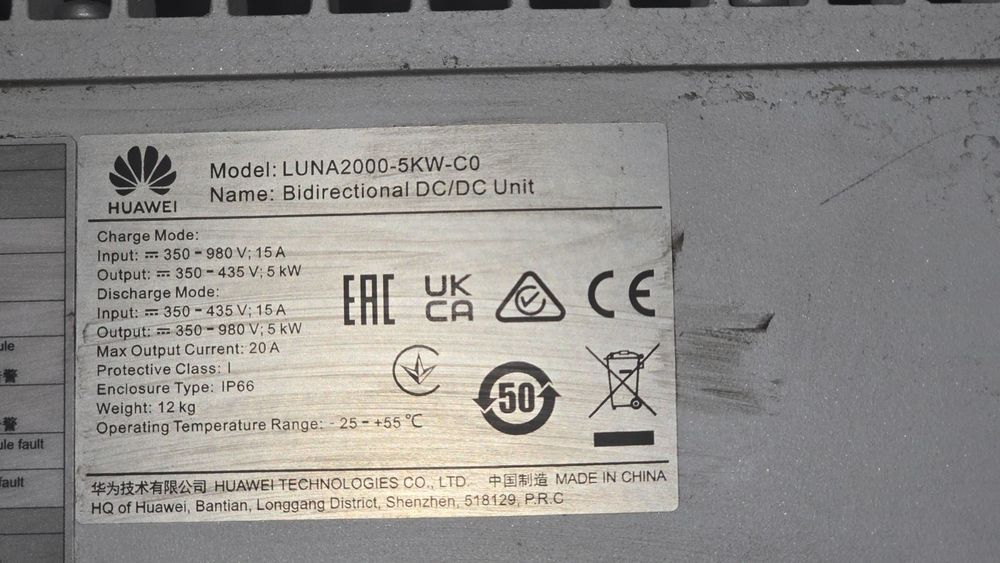 HUAWEI
Model: LUNA2000-5KW-C0
Name: Bidirectional DC/DC Unit
Charge Mode:
Input: ⎓ 350 - 980 V; 15 A
Output: ⎓ 350 - 435 V; 5 kW
Discharge Mode:
Input: ⎓ 350 - 435 V; 15 A
Output: ⎓ 350 - 980 V; 5 kW
Max Output Current: 20 A
Protective Class: I
Enclosure Type: IP66
Weight: 12 kg
Operating Temperature Range: - 25 - +55 ℃
EAC
UK
CA
CE
50
华为技术有限公司 HUAWEI TECHNOLOGIES CO., LTD. 中国制造 MADE IN CHINA
HQ of Huawei, Bantian, Longgang District, Shenzhen, 518129, P.R.C
警
警
fault
fault